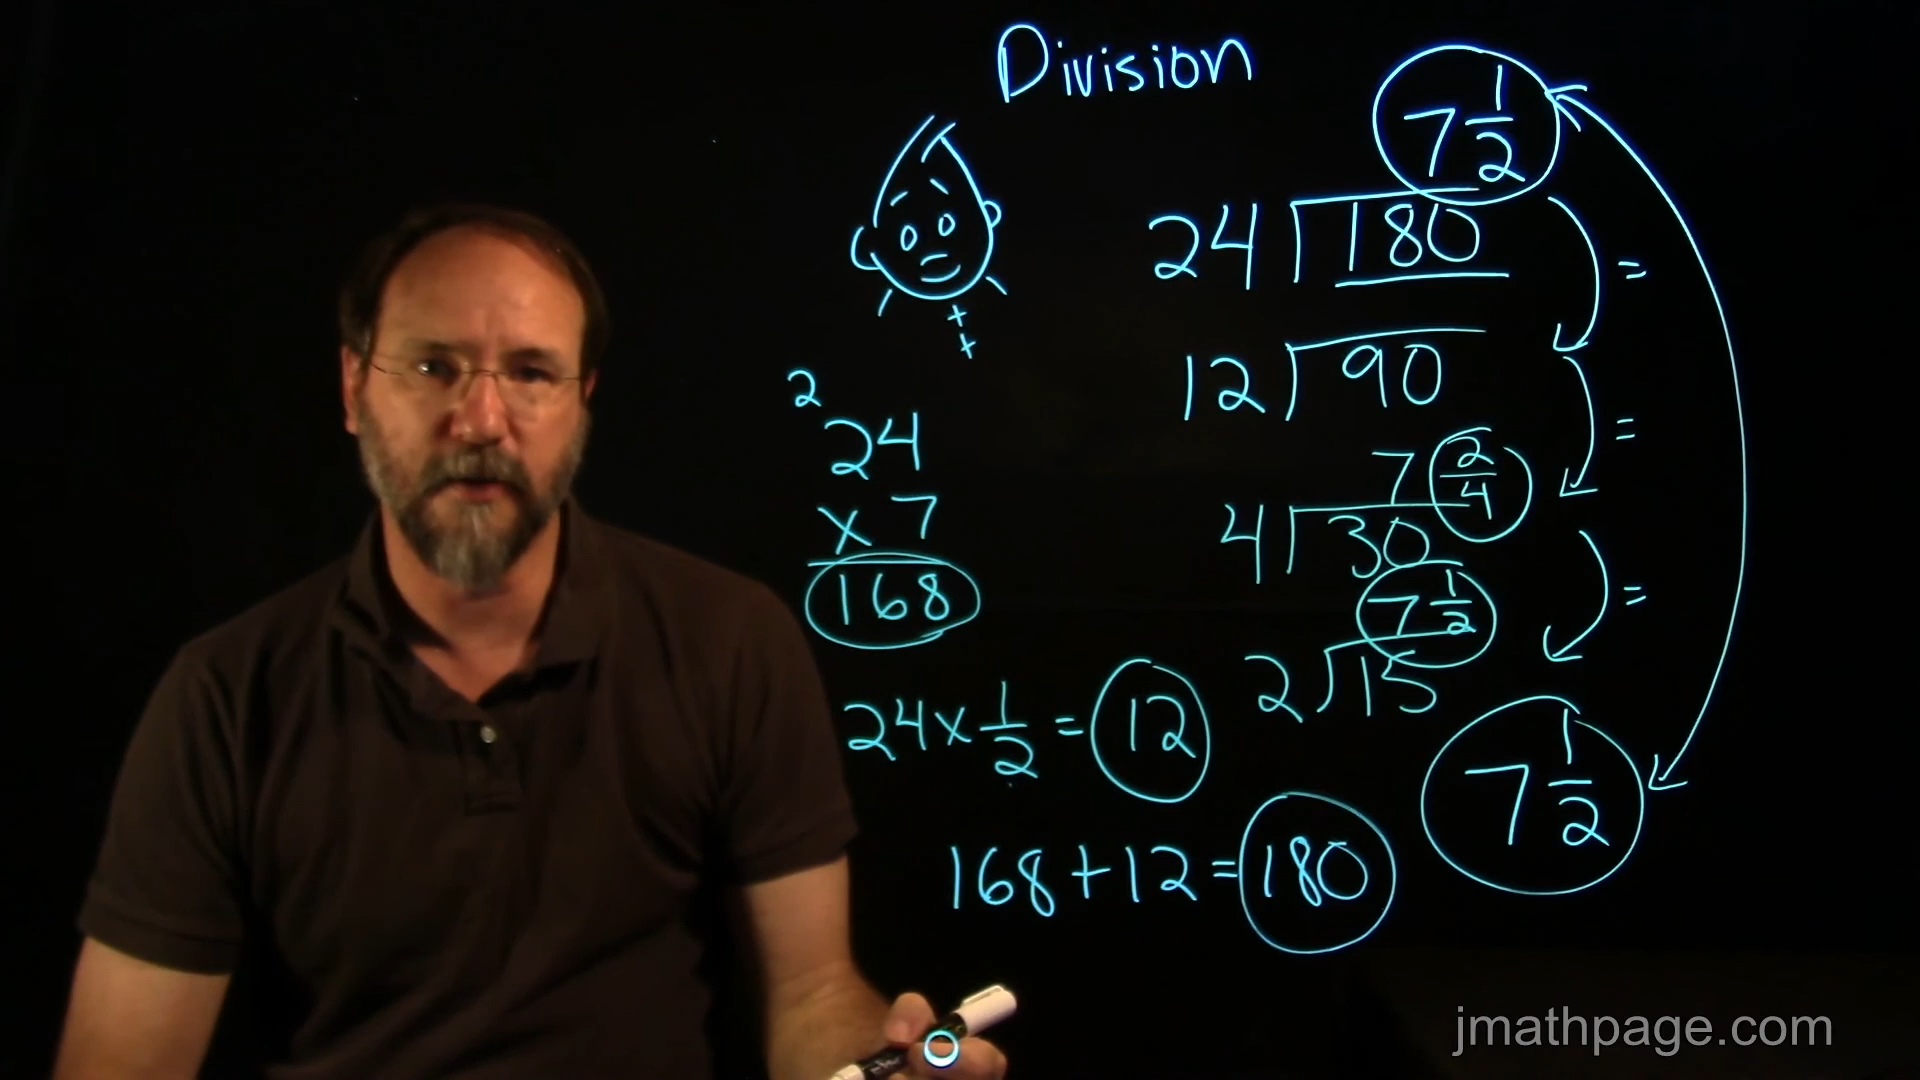 Division
7 1/2
24 ⟌180
=
12 ⟌90
=
7 2/4
4 ⟌30
=
7 1/2
2 ⟌15
7 1/2
2
24
x 7
168
24 x 1/2 = 12
168 + 12 = 180
jmathpage.com